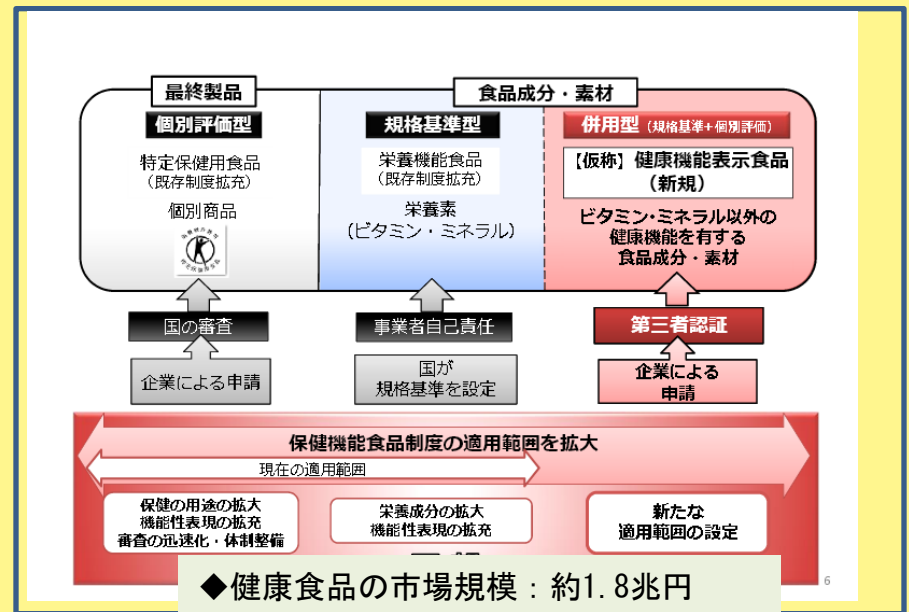 最終製品
食品成分・素材
個別評価型
規格基準型
併用型（規格基準+個別評価）
特定保健用食品
（既存制度拡充）
個別商品
栄養機能食品
（既存制度拡充）
栄養素
（ビタミン・ミネラル）
【仮称】健康機能表示食品
（新規）
ビタミン・ミネラル以外の
健康機能を有する
食品成分・素材
国の審査
事業者自己責任
第三者認証
企業による申請
国が
規格基準を設定
企業による
申請
保健機能食品制度の適用範囲を拡大
現在の適用範囲
保健の用途の拡大
機能性表現の拡充
審査の迅速化・体制整備
栄養成分の拡大
機能性表現の拡充
新たな
適用範囲の設定
◆健康食品の市場規模：約1.8兆円
6